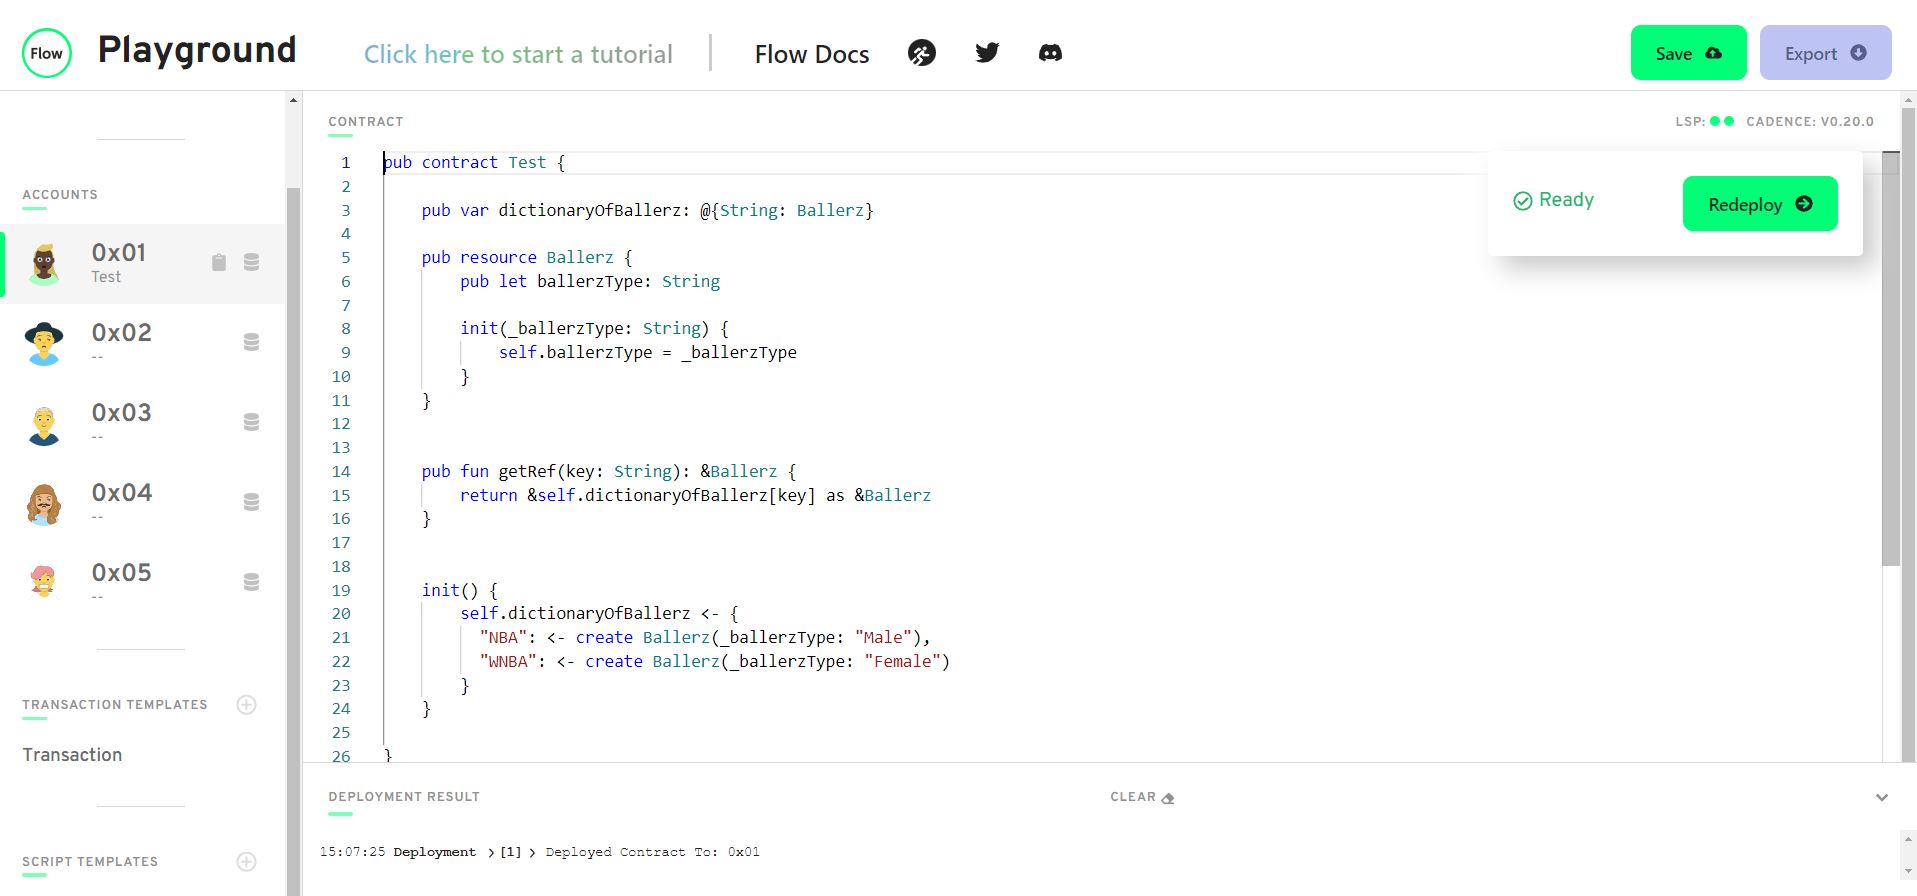 Flow
Playground
Click here to start a tutorial
Flow Docs
Save
Export
ACCOUNTS
0x01
Test
0x02
--
0x03
--
0x04
--
0x05
--
TRANSACTION TEMPLATES
Transaction
SCRIPT TEMPLATES
CONTRACT
LSP:
CADENCE: V0.20.0
Ready
Redeploy
1 pub contract Test {
2
3 pub var dictionaryOfBallerz: @{String: Ballerz}
4
5 pub resource Ballerz {
6 pub let ballerzType: String
7
8 init(_ballerzType: String) {
9 self.ballerzType = _ballerzType
10 }
11 }
12
13
14 pub fun getRef(key: String): &Ballerz {
15 return &self.dictionaryOfBallerz[key] as &Ballerz
16 }
17
18
19 init() {
20 self.dictionaryOfBallerz <- {
21 "NBA": <- create Ballerz(_ballerzType: "Male"),
22 "WNBA": <- create Ballerz(_ballerzType: "Female")
23 }
24 }
25
26 }
DEPLOYMENT RESULT
CLEAR
15:07:25 Deployment > [1] > Deployed Contract To: 0x01